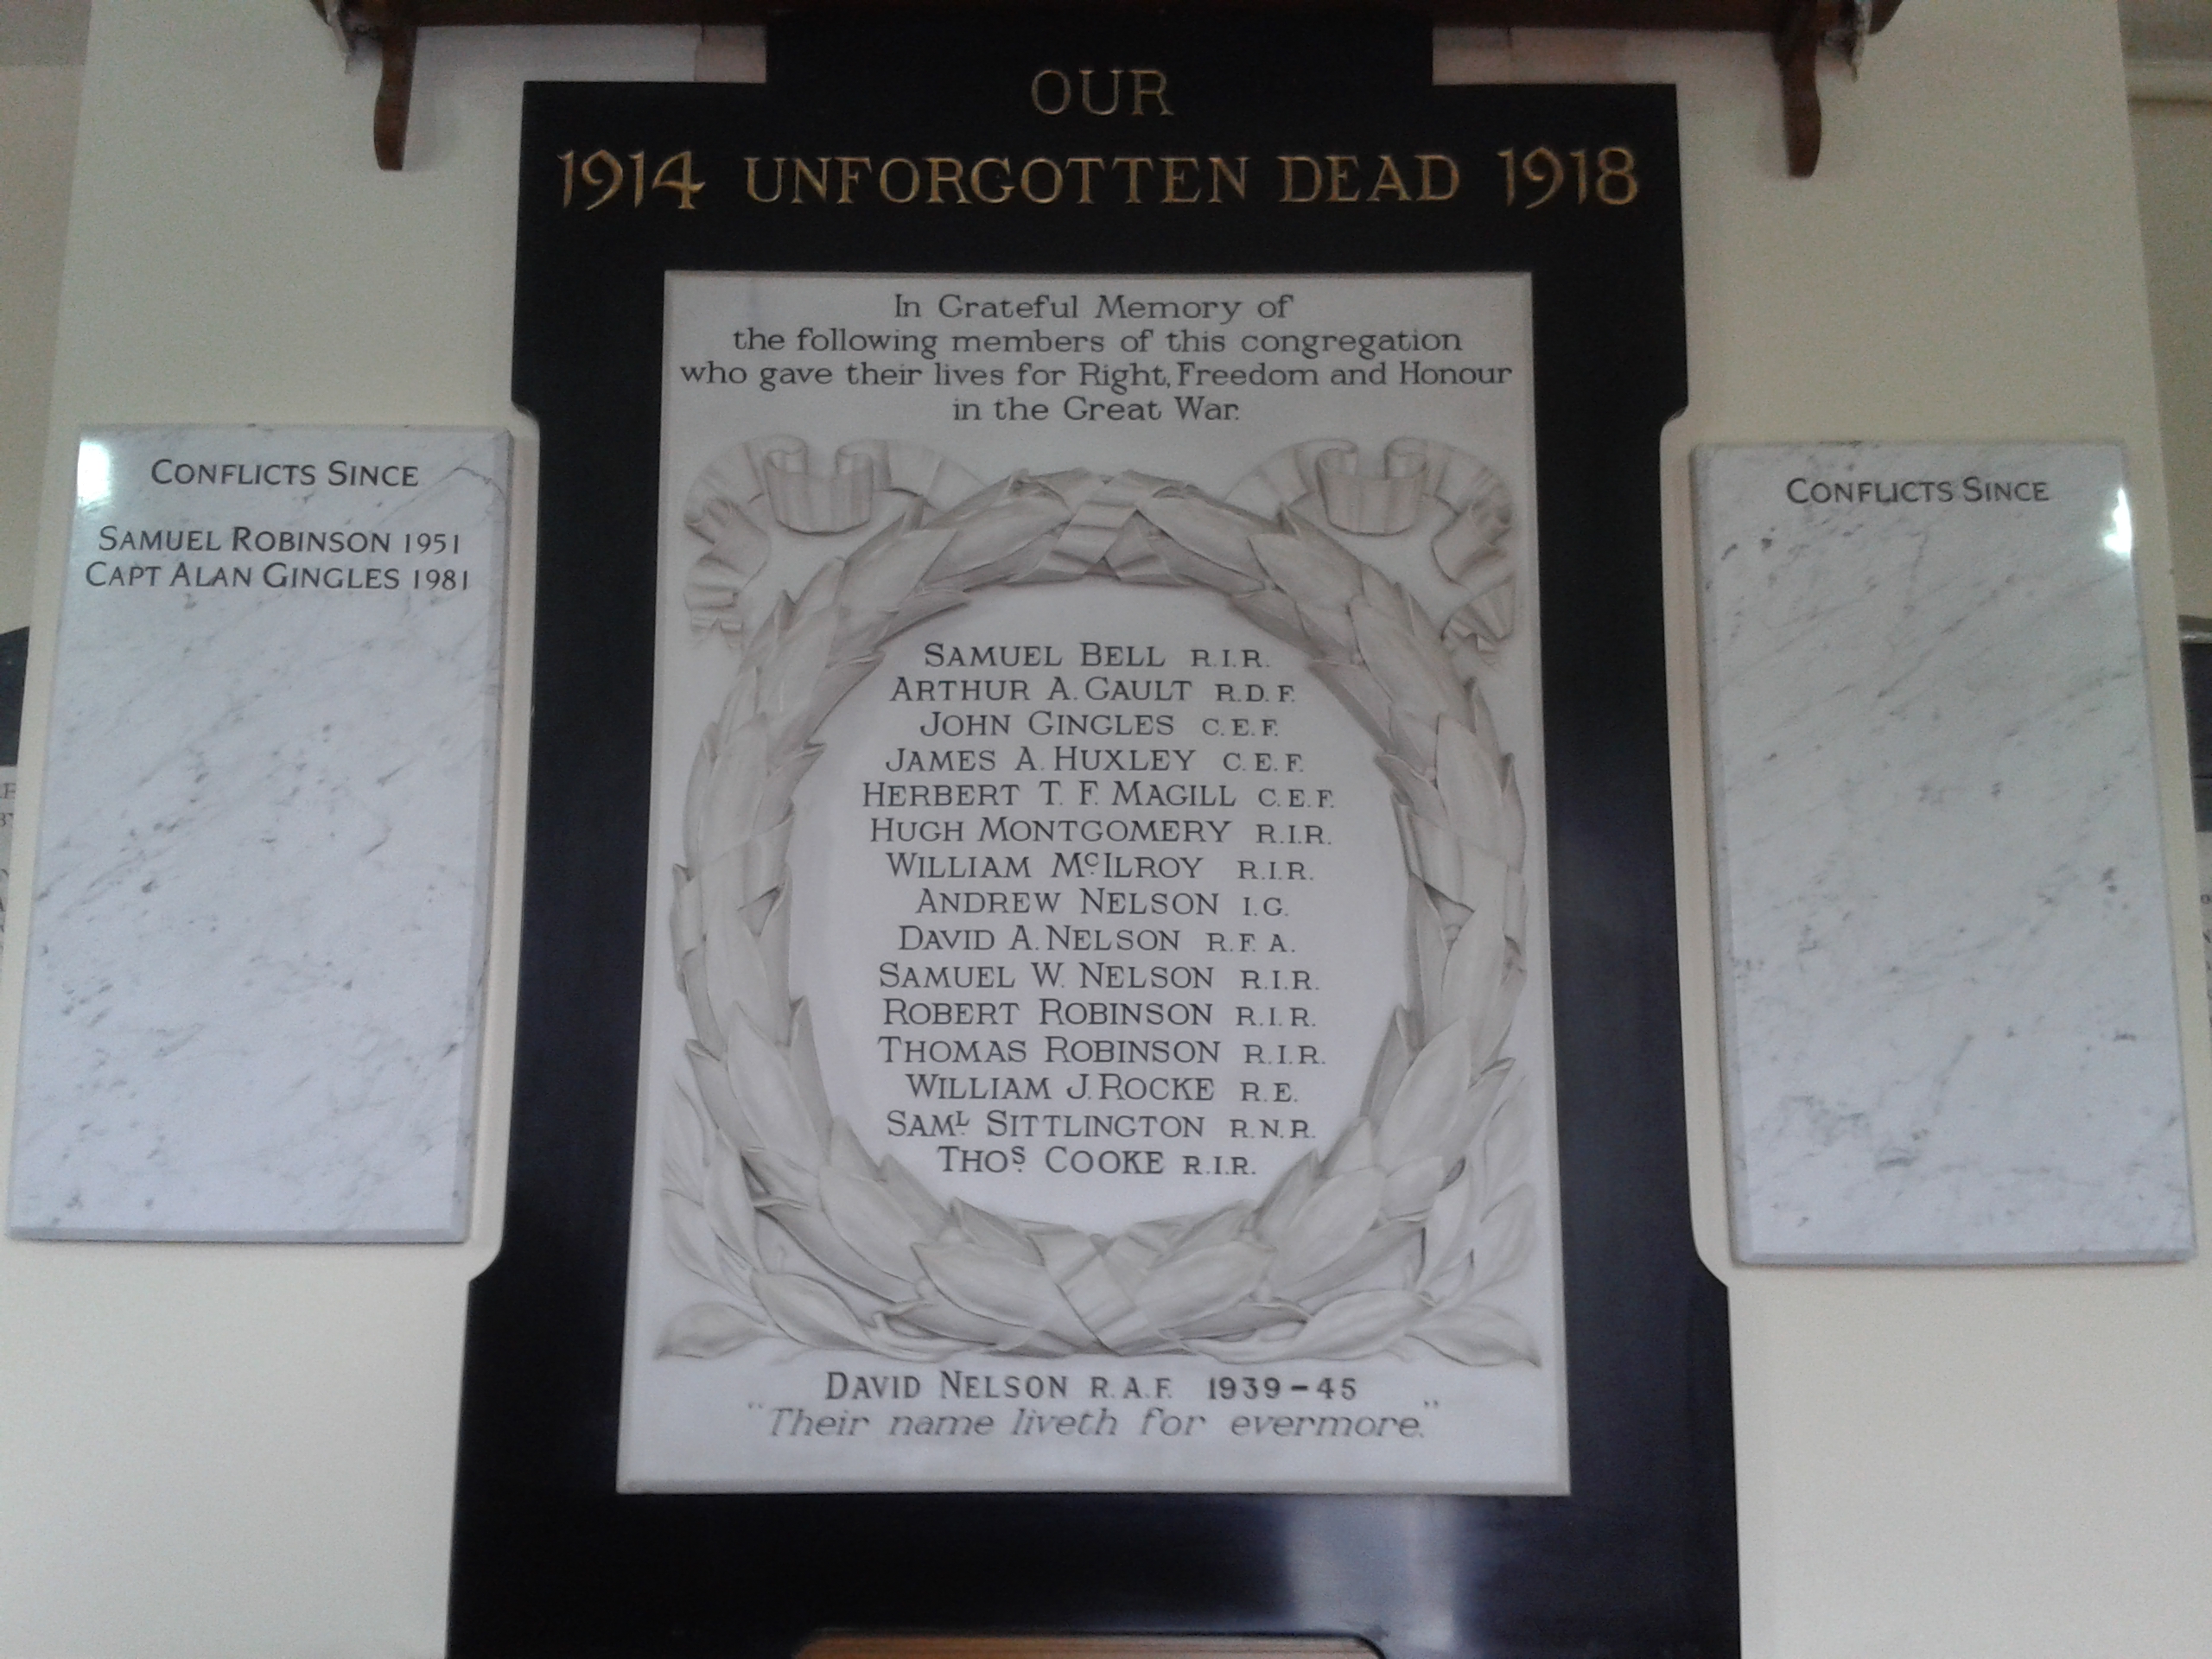 OUR
1914 UNFORGOTTEN DEAD 1918
In Grateful Memory of
the following members of this congregation
who gave their lives for Right, Freedom and Honour
in the Great War.
SAMUEL BELL R.I.R.
ARTHUR A. GAULT R.D.F.
JOHN GINGLES C.E.F.
JAMES A. HUXLEY C.E.F.
HERBERT T. F. MAGILL C.E.F.
HUGH MONTGOMERY R.I.R.
WILLIAM McILROY R.I.R.
ANDREW NELSON I.G.
DAVID A. NELSON R.F.A.
SAMUEL W. NELSON R.I.R.
ROBERT ROBINSON R.I.R.
THOMAS ROBINSON R.I.R.
WILLIAM J. ROCKE R.E.
SAML. SITTLINGTON R.N.R.
THOS. COOKE R.I.R.
DAVID NELSON R.A.F. 1939-45
"Their name liveth for evermore."
CONFLICTS SINCE
SAMUEL ROBINSON 1951
CAPT ALAN GINGLES 1981
CONFLICTS SINCE